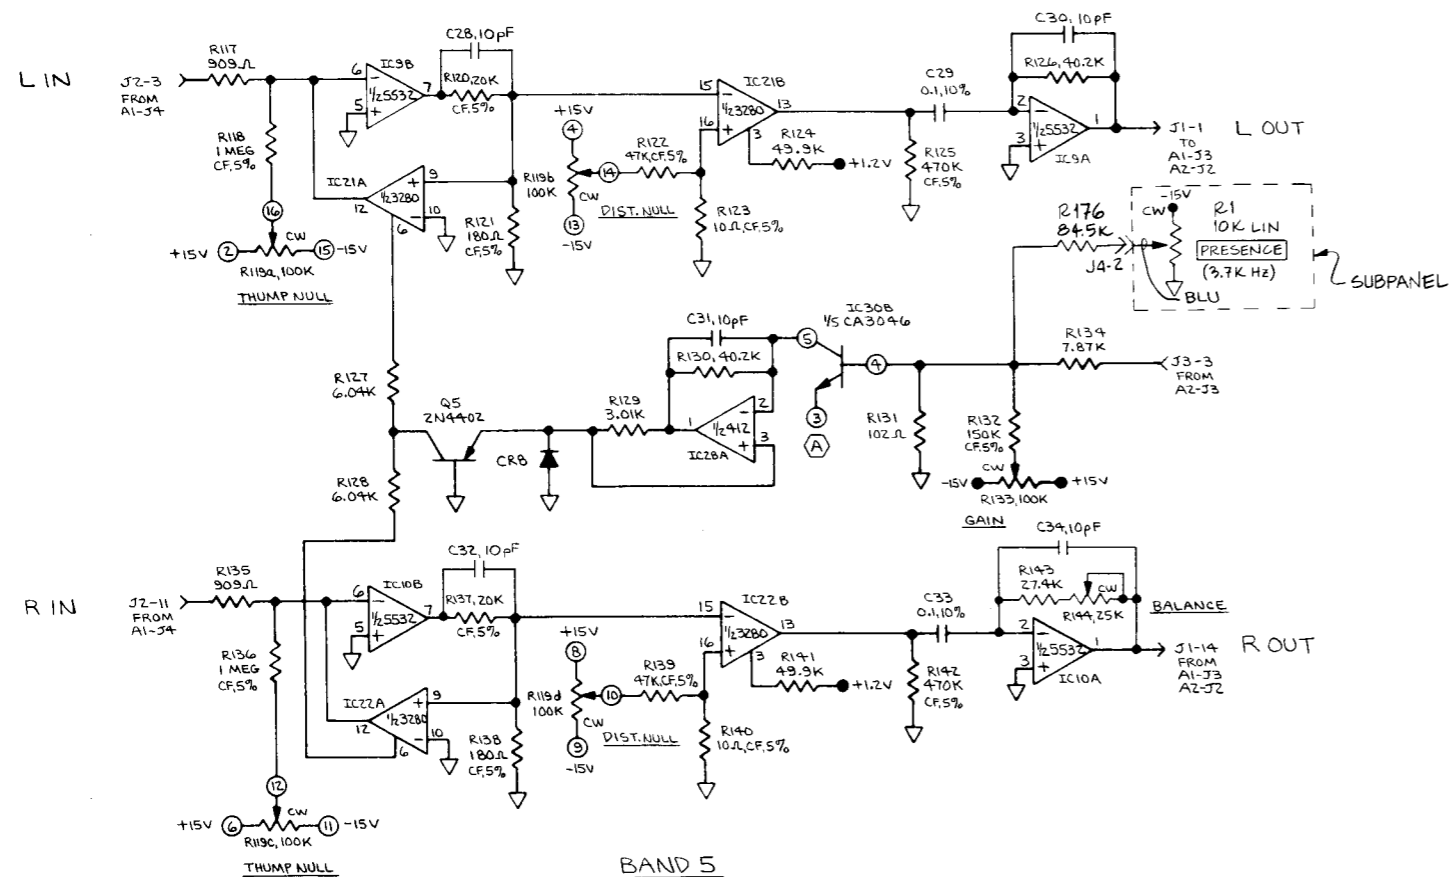 L IN
J2-3
FROM
A1-J4
R117
909Ω
R118
1 MEG
CF,5%
16
+15V
2
CW
15
-15V
R119a,100K
THUMP NULL
C28,10pF
IC9B
6
-
7
1/2 5532
5
+
R120,20K
CF,5%
IC21A
+
9
1/2 3280
12
-
10
6
R121
180Ω
CF,5%
+15V
4
R119b
100K
14
CW
13
-15V
DIST. NULL
R122
47K,CF,5%
R123
10Ω,CF,5%
IC21B
15
-
13
1/2 3280
16
+
3
R124
49.9K
+1.2V
R125
470K
CF,5%
C29
0.1,10%
C30,10pF
R126,40.2K
2
-
1
1/2 5532
3
+
IC9A
J1-1
TO
A1-J3
A2-J2
L OUT
-15V
CW
R1
10K LIN
PRESENCE
(3.7K Hz)
R176
84.5K
J4-2
BLU
SUBPANEL
R127
6.04K
R128
6.04K
Q5
2N4402
CR8
R129
3.01K
C31,10pF
R130,40.2K
1
-
2
1/2 412
+
3
IC28A
IC30B
1/5 CA3046
5
4
3
A
R131
102Ω
R132
150K
CF,5%
CW
-15V
+15V
R133,100K
GAIN
R134
7.87K
J3-3
FROM
A2-J3
R IN
J2-11
FROM
A1-J4
R135
909Ω
R136
1 MEG
CF,5%
12
+15V
6
CW
11
-15V
R119c,100K
THUMP NULL
C32,10pF
IC10B
6
-
7
1/2 5532
5
+
R137,20K
CF,5%
IC22A
+
9
1/2 3280
12
-
10
6
R138
180Ω
CF,5%
+15V
8
R119d
100K
10
CW
9
-15V
DIST. NULL
R139
47K,CF,5%
R140
10Ω,CF,5%
IC22B
15
-
13
1/2 3280
16
+
3
R141
49.9K
+1.2V
R142
470K
CF,5%
C33
0.1,10%
C34,10pF
R143
27.4K
CW
R144,25K
BALANCE
2
-
1
1/2 5532
3
+
IC10A
J1-14
FROM
A1-J3
A2-J2
R OUT
BAND 5